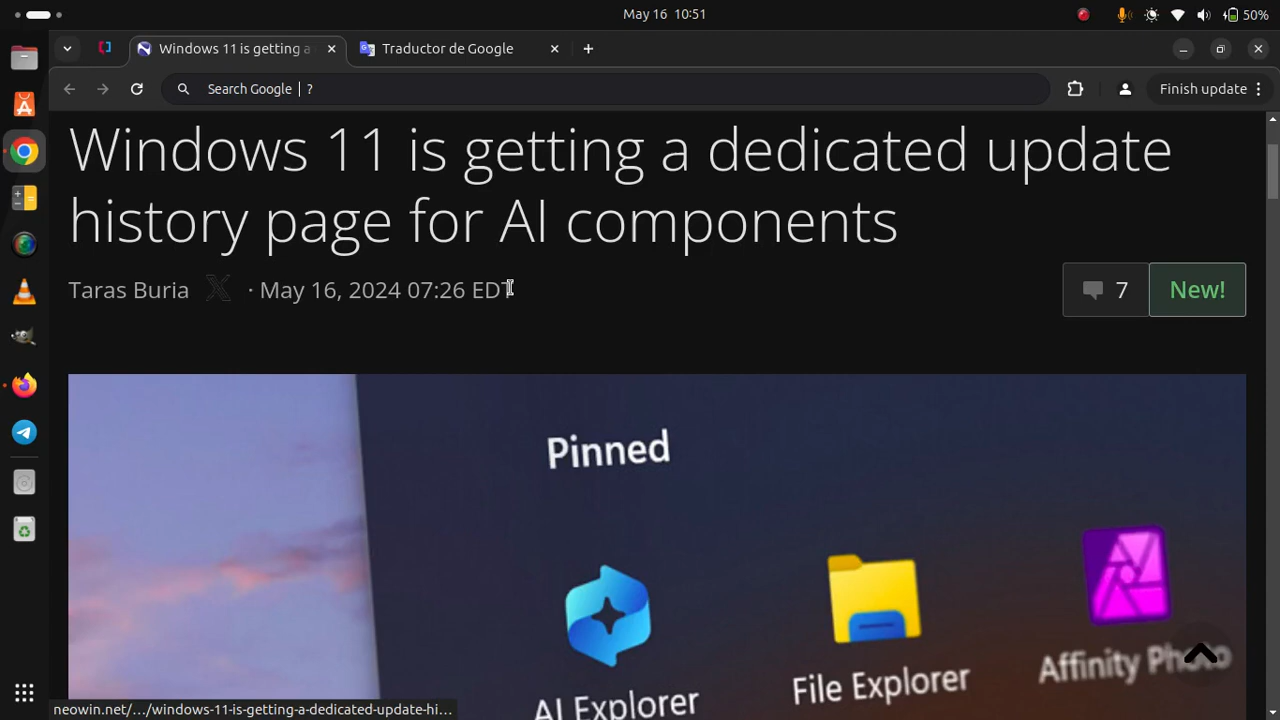 May 16 10:51
50%
Windows 11 is getting a
Traductor de Google
Search Google | ?
Finish update
Windows 11 is getting a dedicated update
history page for AI components
Taras Buria
· May 16, 2024 07:26 EDT
7
New!
Pinned
AI Explorer
File Explorer
Affinity Photo
neowin.net/.../windows-11-is-getting-a-dedicated-update-hi...